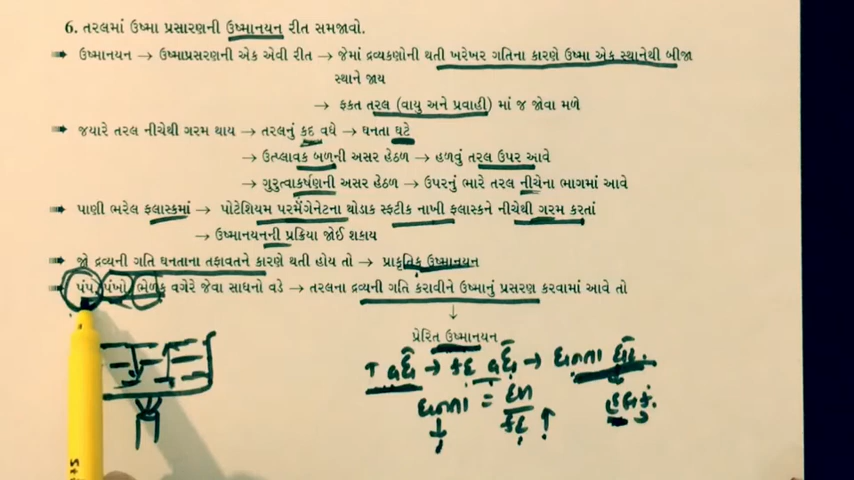 6. તરલમાં ઉષ્મા પ્રસારણની ઉષ્માનયન રીત સમજાવો.
ઉષ્માનયન → ઉષ્માપ્રસરણની એક એવી રીત → જેમાં દ્રવ્યકણોની થતી ખરેખર ગતિના કારણે ઉષ્મા એક સ્થાનેથી બીજા
સ્થાને જાય
→ ફક્ત તરલ (વાયુ અને પ્રવાહી) માં જ જોવા મળે
જ્યારે તરલ નીચેથી ગરમ થાય → તરલનું કદ વધે → ઘનતા ઘટે
→ ઉત્પ્લાવક બળની અસર હેઠળ → હળવું તરલ ઉપર આવે
→ ગુરુત્વાકર્ષણની અસર હેઠળ → ઉપરનું ભારે તરલ નીચેના ભાગમાં આવે
પાણી ભરેલ ફ્લાસ્કમાં → પોટેશિયમ પરમેંગેનેટના થોડાક સ્ફટીક નાખી ફ્લાસ્કને નીચેથી ગરમ કરતાં
→ ઉષ્માનયનની પ્રક્રિયા જોઈ શકાય
જો દ્રવ્યની ગતિ ઘનતાના તફાવતને કારણે થતી હોય તો → પ્રાકૃતિક ઉષ્માનયન
પંપ, પંખો, ભેળક વગેરે જેવા સાધનો વડે → તરલના દ્રવ્યની ગતિ કરાવીને ઉષ્માનું પ્રસરણ કરવામાં આવે તો
↓
પ્રેરિત ઉષ્માનયન
↑ વધે → કદ વધે → ઘનતા ઘટે.
ઘનતા = દળ / કદ ↑
↓
હલકું.
St